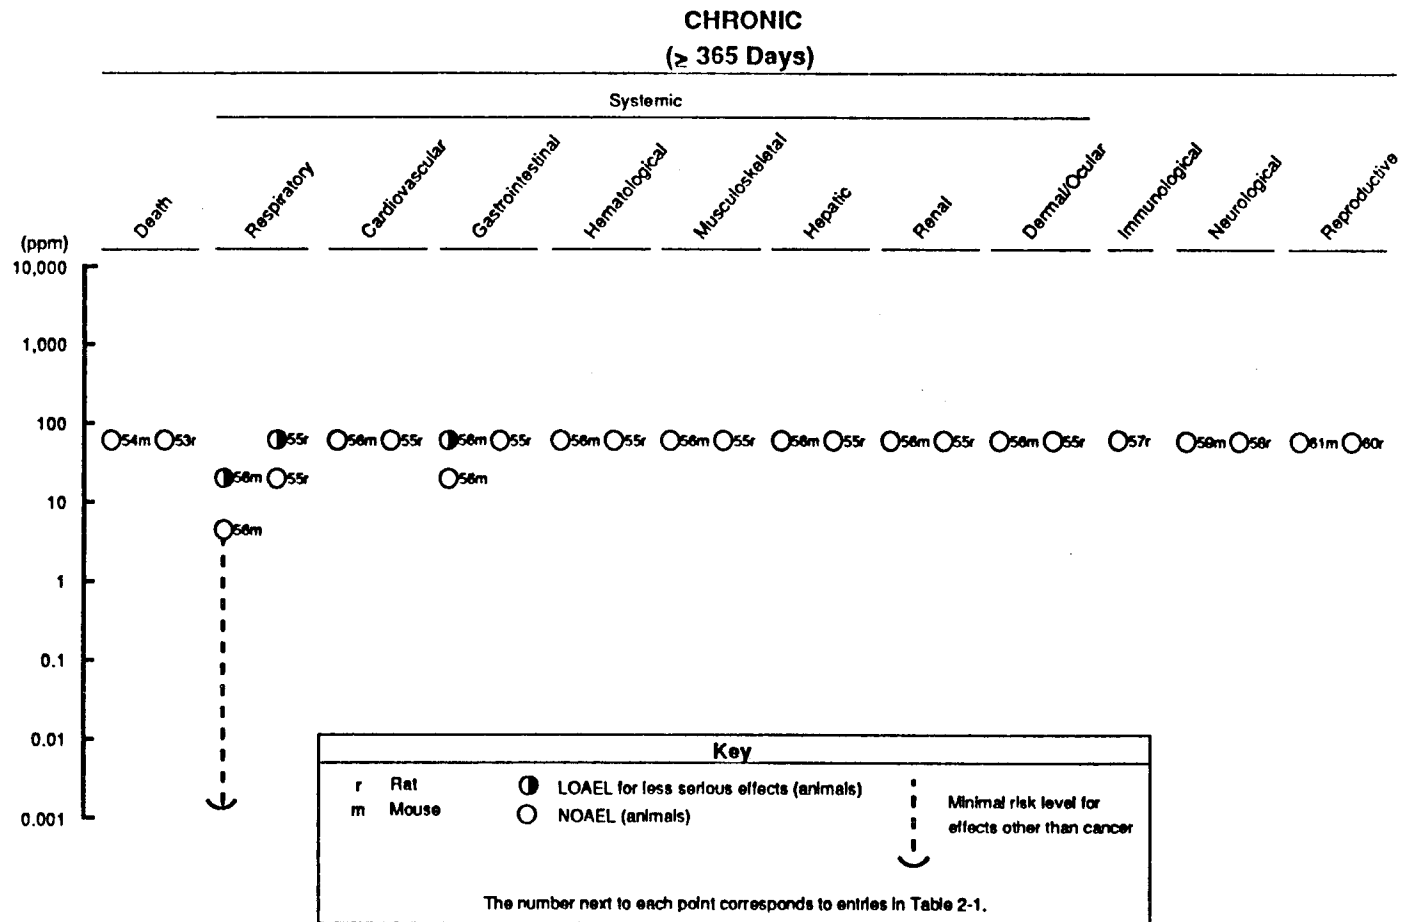 CHRONIC
(≥ 365 Days)
Systemic
Death
Respiratory
Cardiovascular
Gastrointestinal
Hematological
Musculoskeletal
Hepatic
Renal
Dermal/Ocular
Immunological
Neurological
Reproductive
(ppm)
10,000
1,000
100
54m 53r 55r 56m 55r 56m 55r 56m 55r 56m 55r 56m 55r 56m 55r 56m 55r 57r 59m 58r 61m 60r
56m 55r 56m
10
56m
1
0.1
0.01
0.001
Key
r Rat LOAEL for less serious effects (animals)
m Mouse NOAEL (animals)
Minimal risk level for
effects other than cancer
The number next to each point corresponds to entries in Table 2-1.